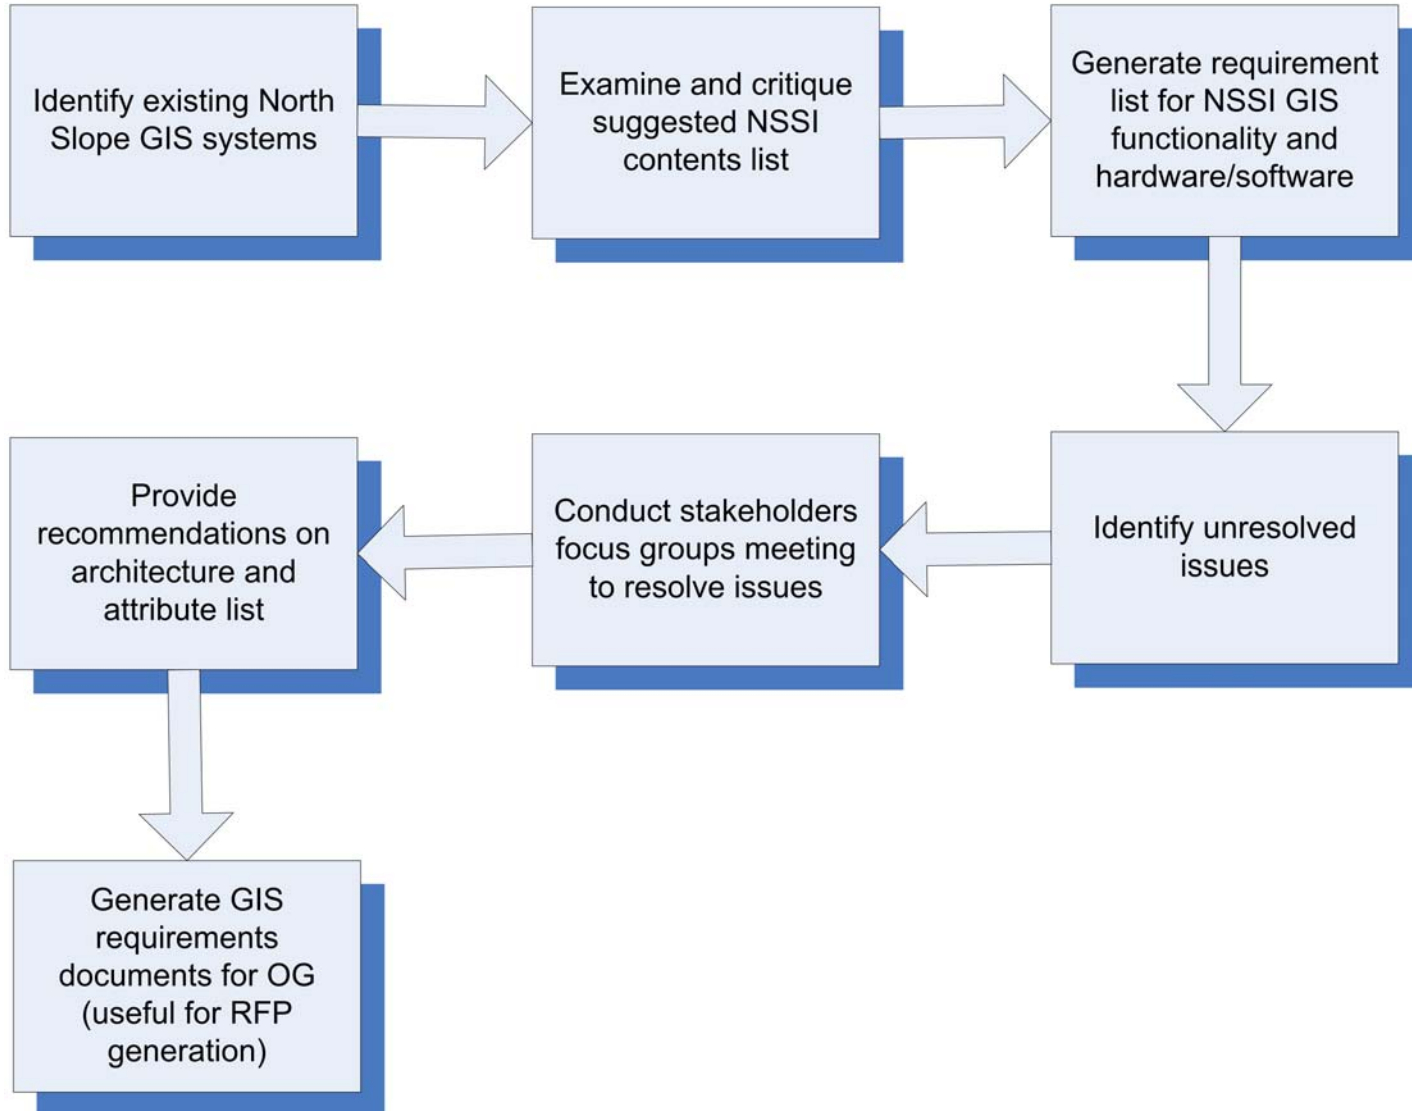 Identify existing North
Slope GIS systems
Examine and critique
suggested NSSI
contents list
Generate requirement
list for NSSI GIS
functionality and
hardware/software
Identify unresolved
issues
Conduct stakeholders
focus groups meeting
to resolve issues
Provide
recommendations on
architecture and
attribute list
Generate GIS
requirements
documents for OG
(useful for RFP
generation)